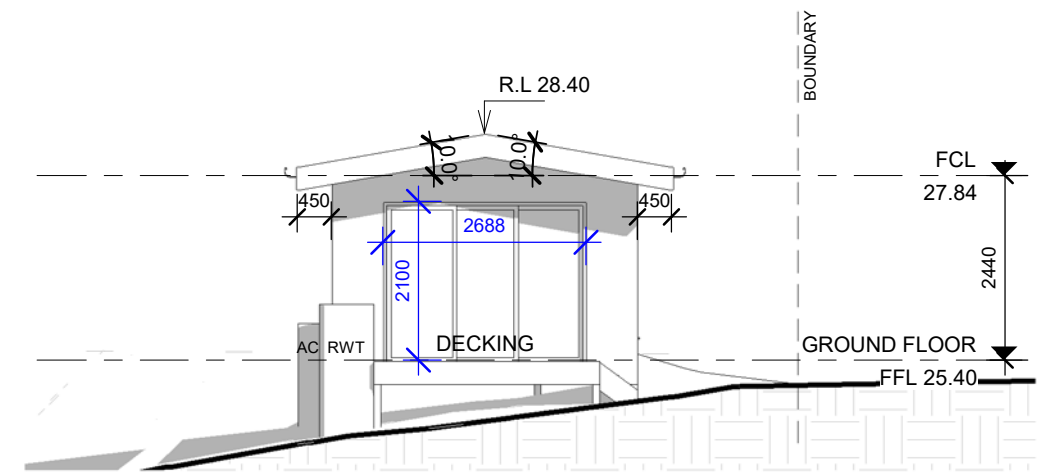 BOUNDARY
R.L 28.40
10.0°
10.0°
FCL
27.84
450
450
2688
2100
2440
AC
RWT
DECKING
GROUND FLOOR
FFL 25.40